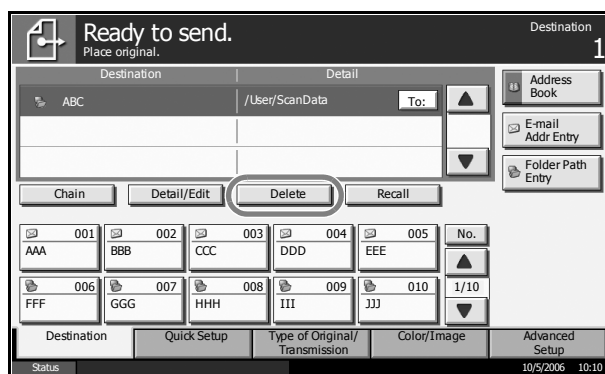 Ready to send.
Place original.
Destination
1
Destination
Detail
ABC
/User/ScanData
To:
Address
Book
E-mail
Addr Entry
Folder Path
Entry
Chain
Detail/Edit
Delete
Recall
001
AAA
002
BBB
003
CCC
004
DDD
005
EEE
No.
006
FFF
007
GGG
008
HHH
009
III
010
JJJ
1/10
Destination
Quick Setup
Type of Original/
Transmission
Color/Image
Advanced
Setup
Status
10/5/2006 10:10